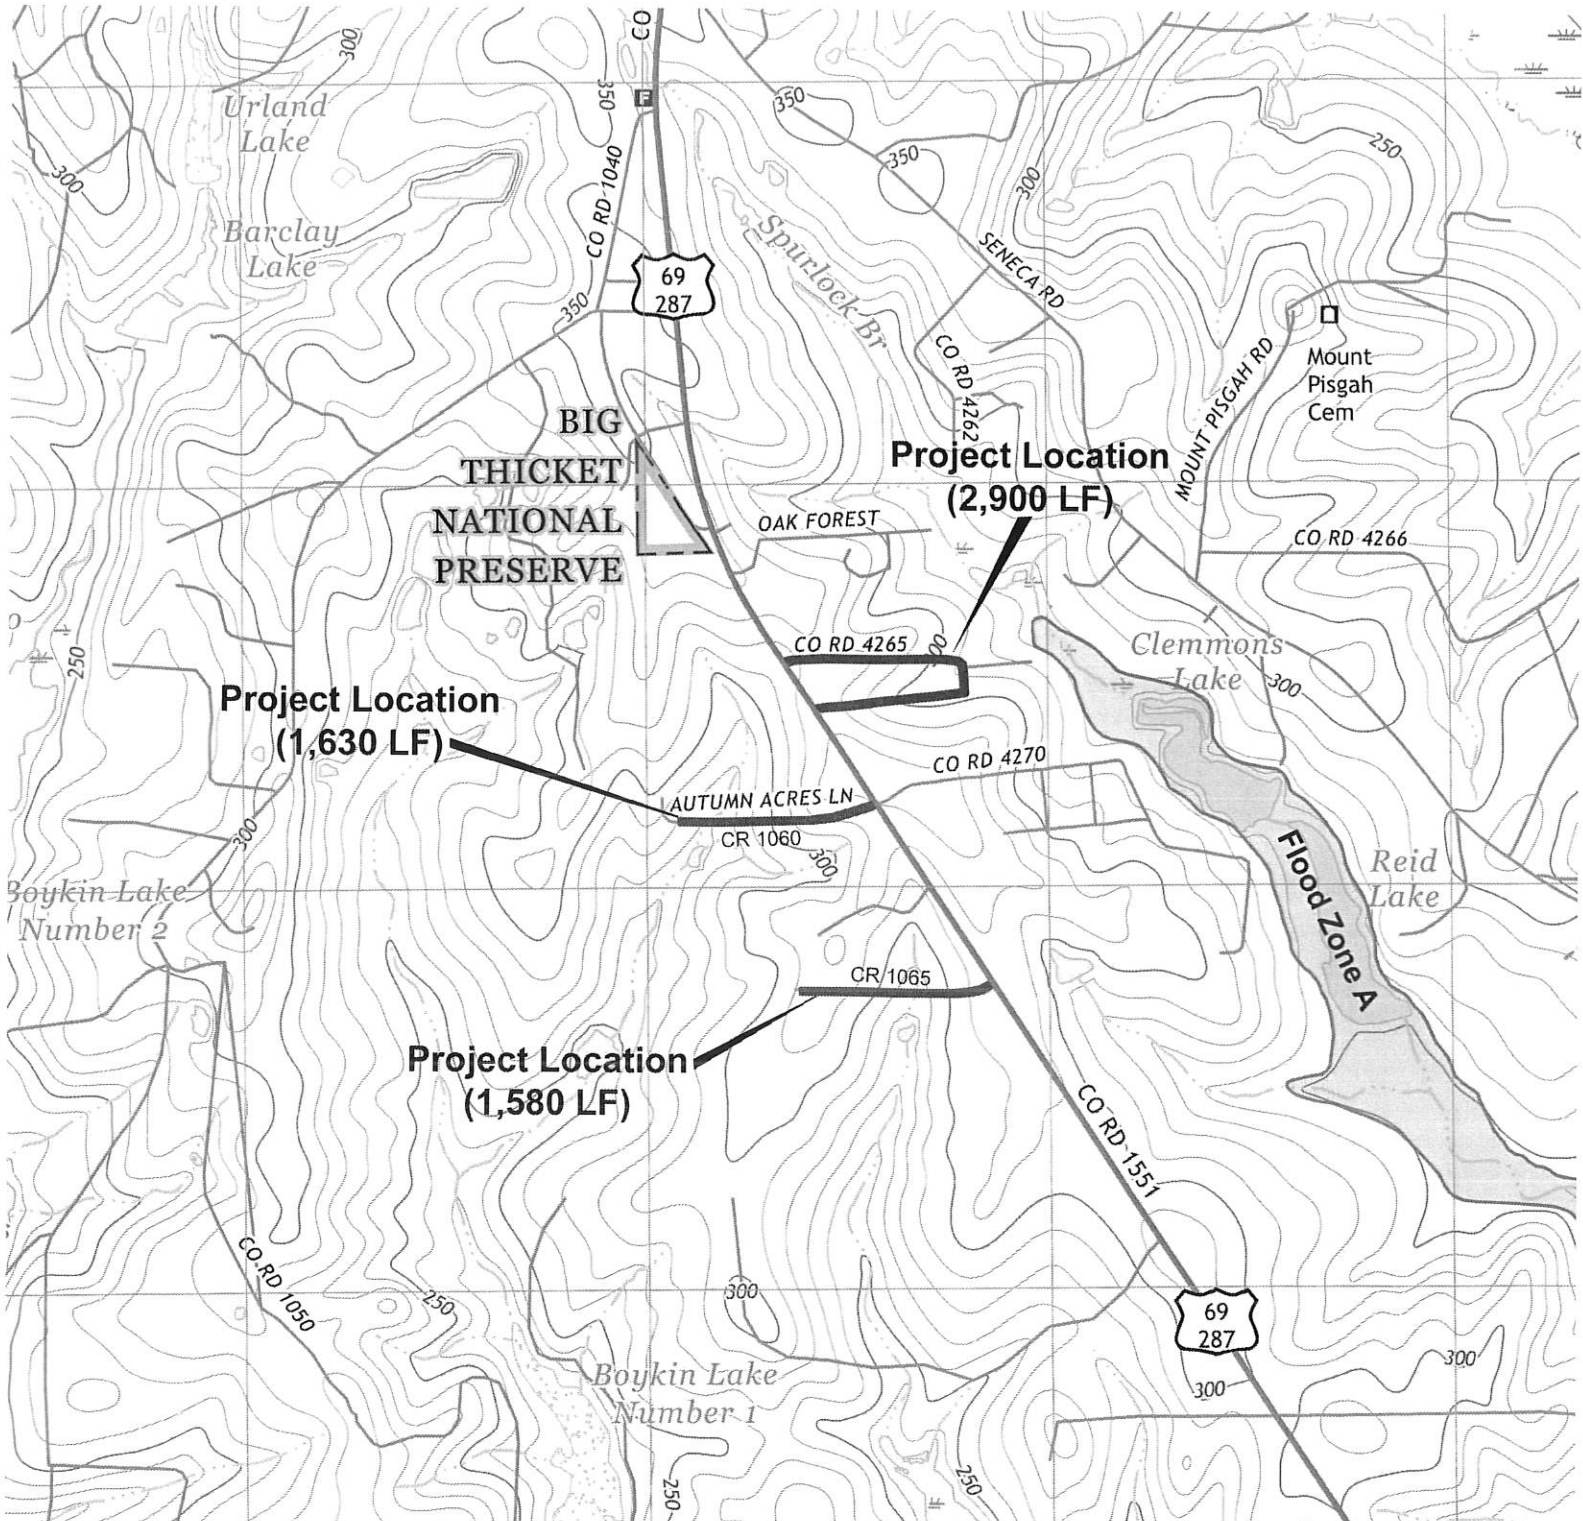 CO
300
350
F
Urland
Lake
350
250
350
300
CO RD 1040
300
Barclay
Lake
Spurlock Br
SENECA RD
69
287
350
CO RD 4262
MOUNT PISGAH RD
Mount
Pisgah
Cem
BIG
THICKET
NATIONAL
PRESERVE
Project Location
(2,900 LF)
OAK FOREST
CO RD 4266
250
CO RD 4265
300
Clemmons
Lake
300
Project Location
(1,630 LF)
CO RD 4270
AUTUMN ACRES LN
CR 1060
300
300
Flood Zone A
Reid
Lake
Boykin Lake
Number 2
CR 1065
Project Location
(1,580 LF)
CO RD 1551
CO RD 1050
250
300
69
287
300
300
Boykin Lake
Number 1
250
250